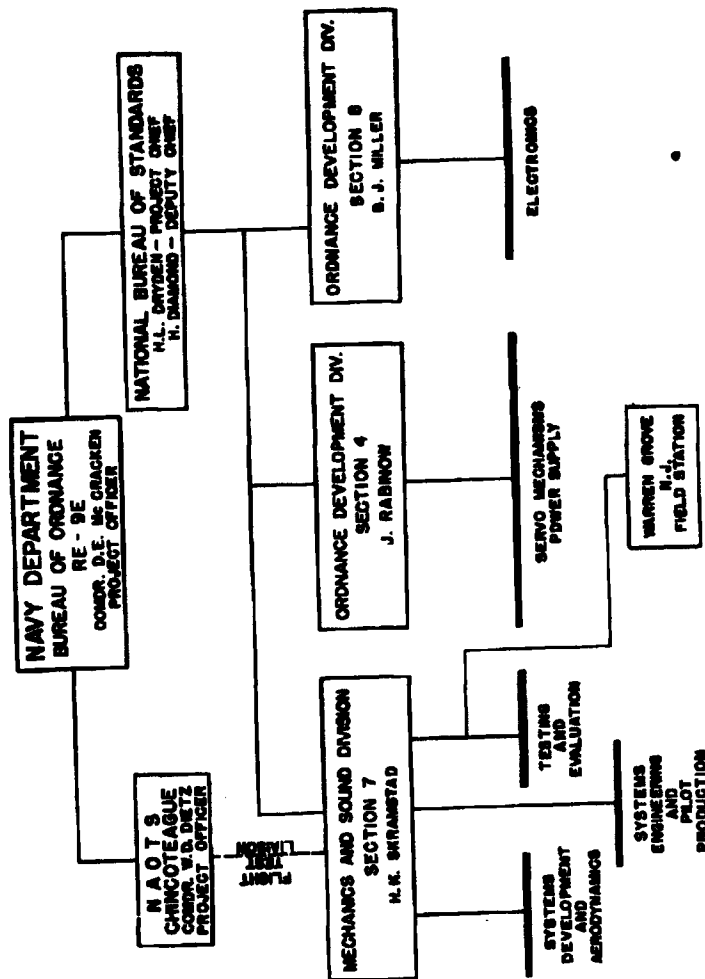 NAVY DEPARTMENT
BUREAU OF ORDNANCE
RE - 9E
COMDR. D.E. Mc CRACKEN
PROJECT OFFICER
N A O T S
CHINCOTEAGUE
COMDR. W.D. DIETZ
PROJECT OFFICER
NATIONAL BUREAU OF STANDARDS
H.L. DRYDEN - PROJECT CHIEF
H. DIAMOND - DEPUTY CHIEF
FLIGHT
TEST
LIAISON
MECHANICS AND SOUND DIVISION
SECTION 7
H.K. SKRAMSTAD
ORDNANCE DEVELOPMENT DIV.
SECTION 4
J. RABINOW
ORDNANCE DEVELOPMENT DIV.
SECTION 8
B.J. MILLER
SYSTEMS
DEVELOPMENT
AND
AERODYNAMICS
TESTING
AND
EVALUATION
SERVO MECHANISMS
POWER SUPPLY
ELECTRONICS
SYSTEMS
ENGINEERING
AND
PILOT
PRODUCTION
WARREN GROVE
N.J.
FIELD STATION